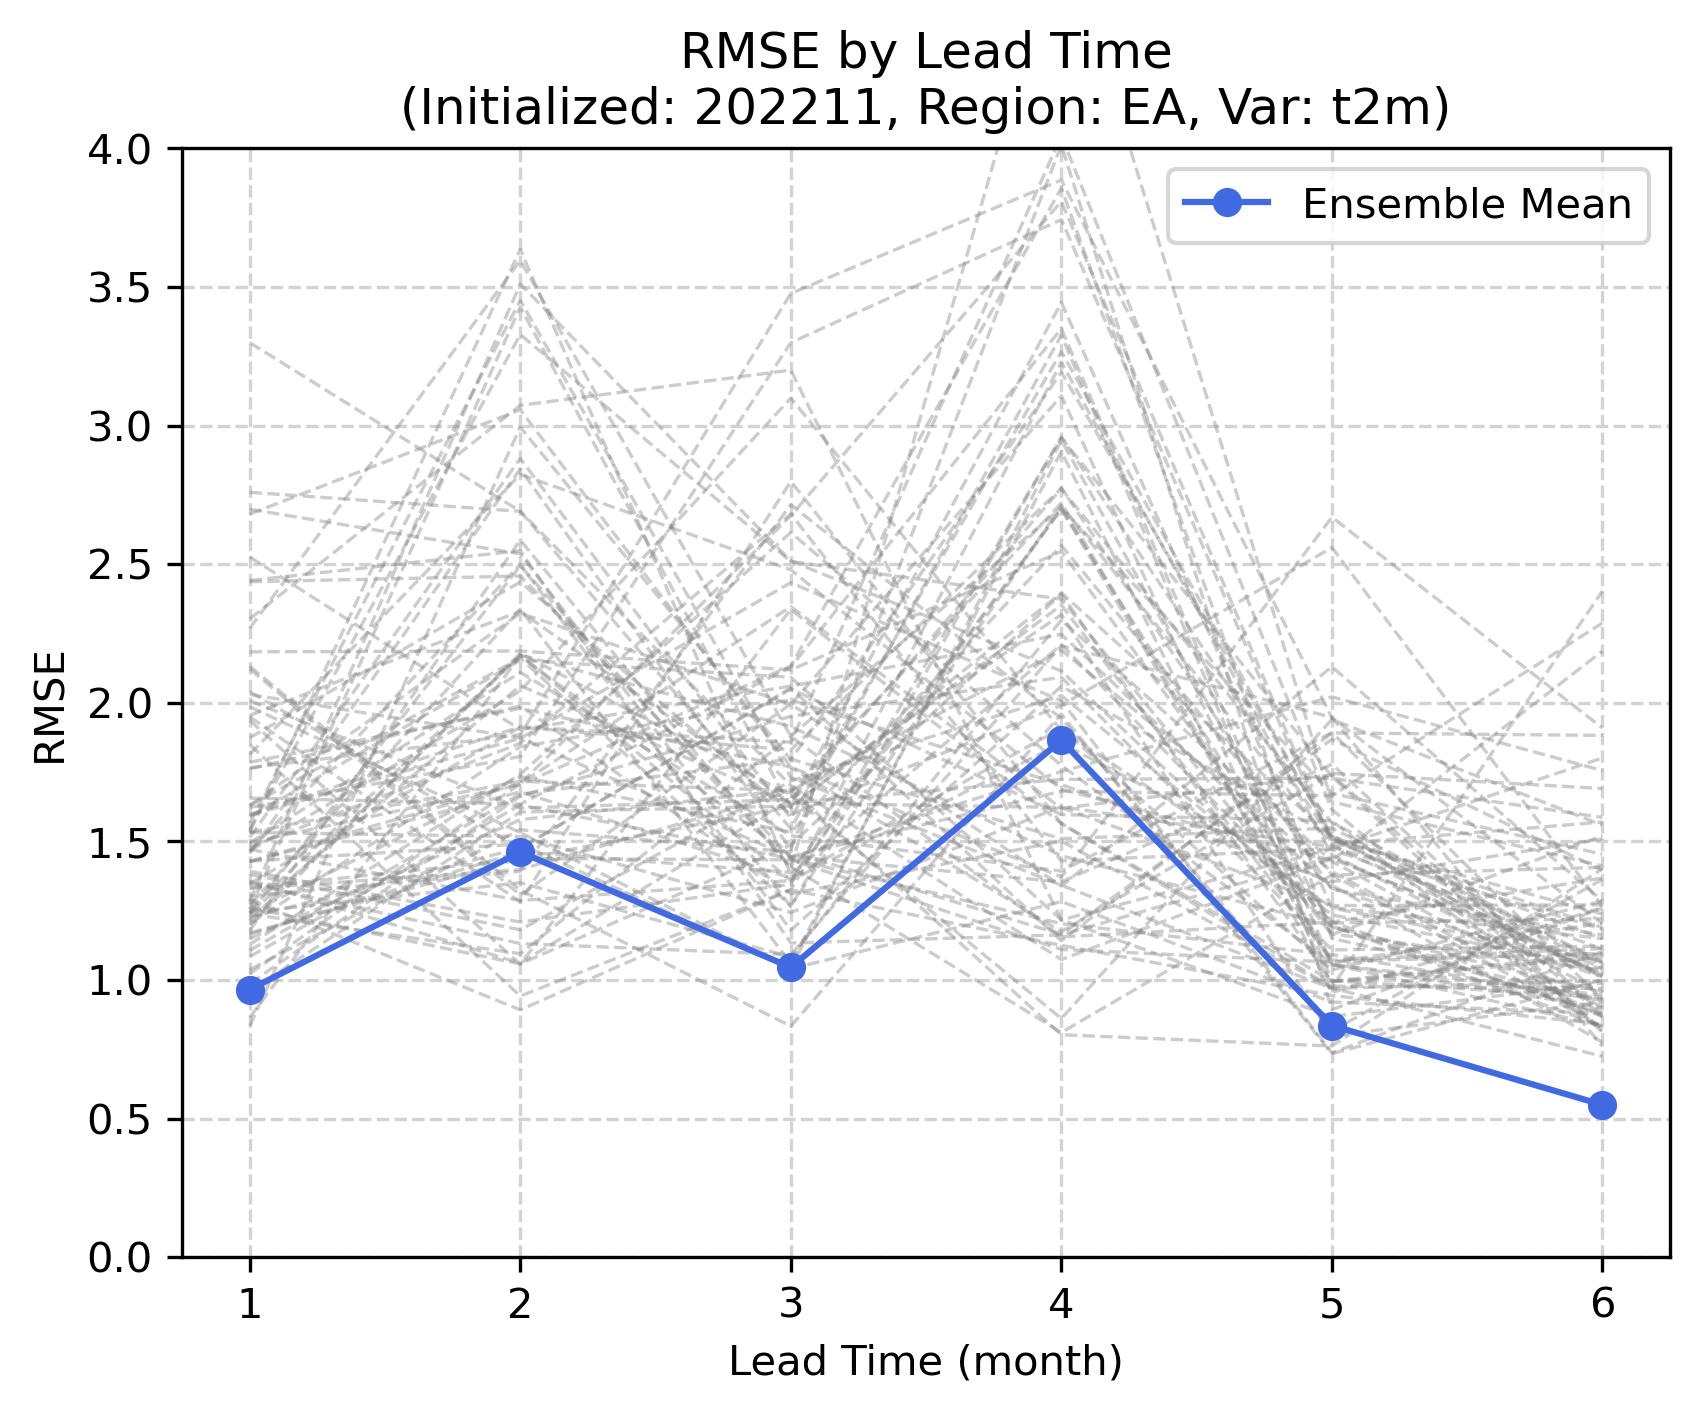 RMSE by Lead Time
(Initialized: 202211, Region: EA, Var: t2m)
Ensemble Mean
RMSE
4.0
3.5
3.0
2.5
2.0
1.5
1.0
0.5
0.0
1 2 3 4 5 6
Lead Time (month)